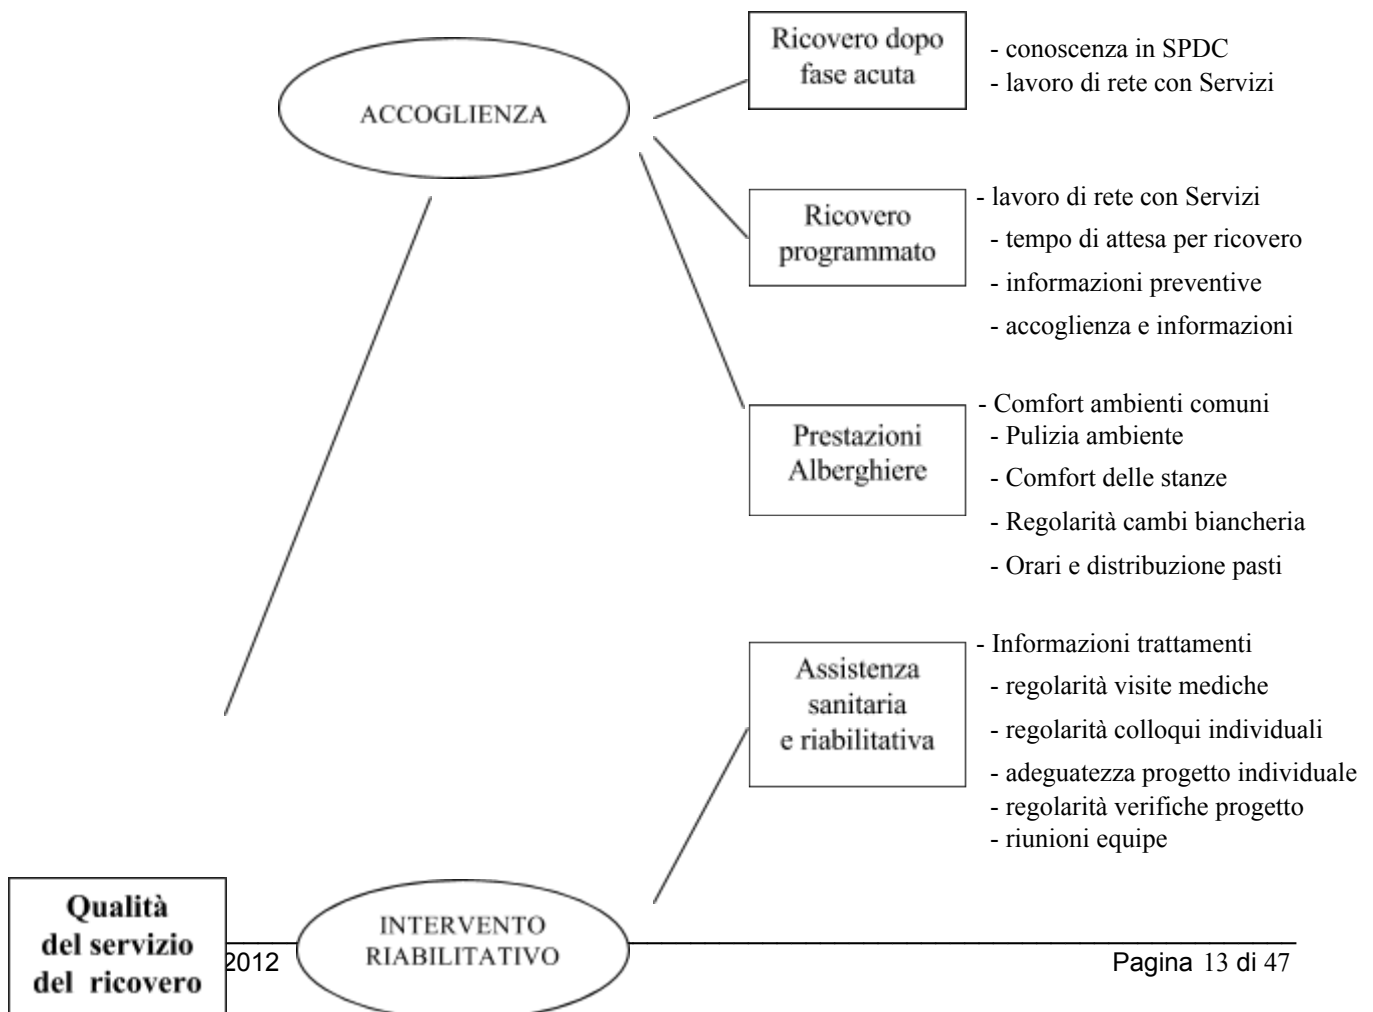 Ricovero dopo
fase acuta
- conoscenza in SPDC
- lavoro di rete con Servizi
ACCOGLIENZA
Ricovero
programmato
- lavoro di rete con Servizi
- tempo di attesa per ricovero
- informazioni preventive
- accoglienza e informazioni
Prestazioni
Alberghiere
- Comfort ambienti comuni
- Pulizia ambiente
- Comfort delle stanze
- Regolarità cambi biancheria
- Orari e distribuzione pasti
Assistenza
sanitaria
e riabilitativa
- Informazioni trattamenti
- regolarità visite mediche
- regolarità colloqui individuali
- adeguatezza progetto individuale
- regolarità verifiche progetto
- riunioni equipe
Qualità
del servizio
del ricovero
INTERVENTO
RIABILITATIVO
2012
Pagina 13 di 47